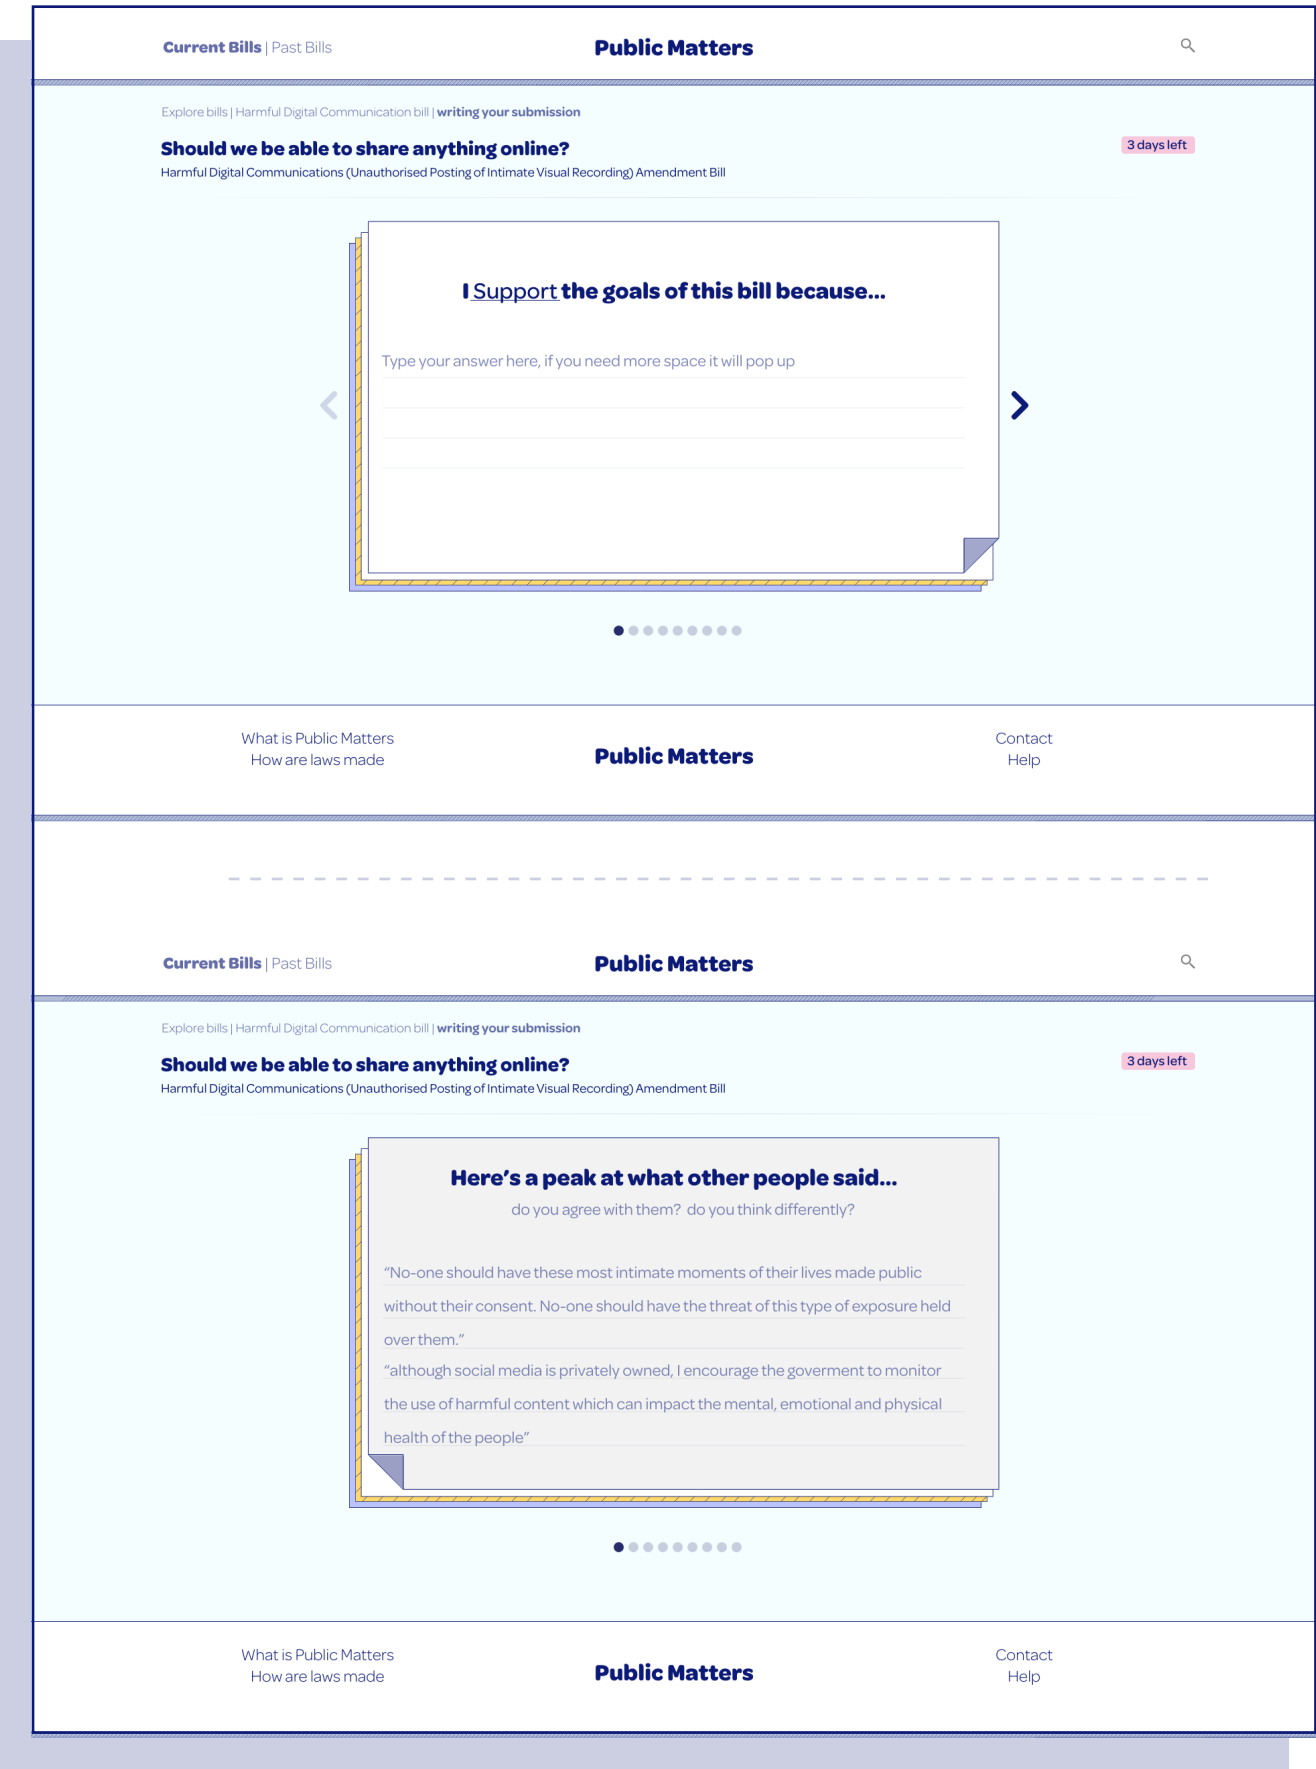 Current Bills | Past Bills
Public Matters
Explore bills | Harmful Digital Communication bill | writing your submission
Should we be able to share anything online?
3 days left
Harmful Digital Communications (Unauthorised Posting of Intimate Visual Recording) Amendment Bill
I Support the goals of this bill because...
Type your answer here, if you need more space it will pop up
What is Public Matters
How are laws made
Public Matters
Contact
Help
Current Bills | Past Bills
Public Matters
Explore bills | Harmful Digital Communication bill | writing your submission
Should we be able to share anything online?
3 days left
Harmful Digital Communications (Unauthorised Posting of Intimate Visual Recording) Amendment Bill
Here’s a peak at what other people said...
do you agree with them? do you think differently?
“No-one should have these most intimate moments of their lives made public
without their consent. No-one should have the threat of this type of exposure held
over them.”
“although social media is privately owned, I encourage the goverment to monitor
the use of harmful content which can impact the mental, emotional and physical
health of the people”
What is Public Matters
How are laws made
Public Matters
Contact
Help